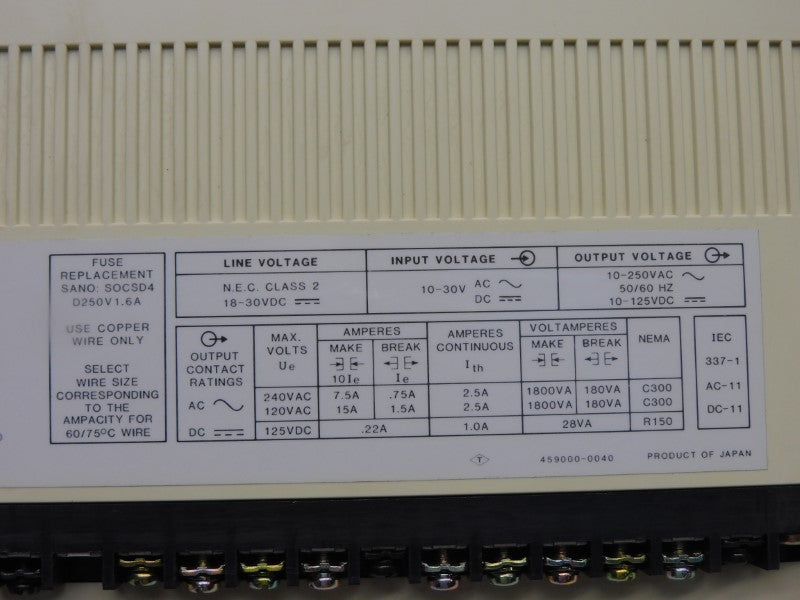 FUSE
REPLACEMENT
SANO: SOCSD4
D250V1.6A
USE COPPER
WIRE ONLY
SELECT
WIRE SIZE
CORRESPONDING
TO THE
AMPACITY FOR
60/75°C WIRE
LINE VOLTAGE
N.E.C. CLASS 2
18-30VDC
INPUT VOLTAGE
10-30V AC
DC
OUTPUT VOLTAGE
10-250VAC
50/60 HZ
10-125VDC
OUTPUT
CONTACT
RATINGS
AC
DC
MAX.
VOLTS
Ue
AMPERES
MAKE BREAK
10Ie Ie
AMPERES
CONTINUOUS
Ith
VOLTAMPERES
MAKE BREAK
NEMA
240VAC 7.5A .75A 2.5A 1800VA 180VA C300
120VAC 15A 1.5A 2.5A 1800VA 180VA C300
125VDC .22A 1.0A 28VA R150
IEC
337-1
AC-11
DC-11
T 459000-0040 PRODUCT OF JAPAN